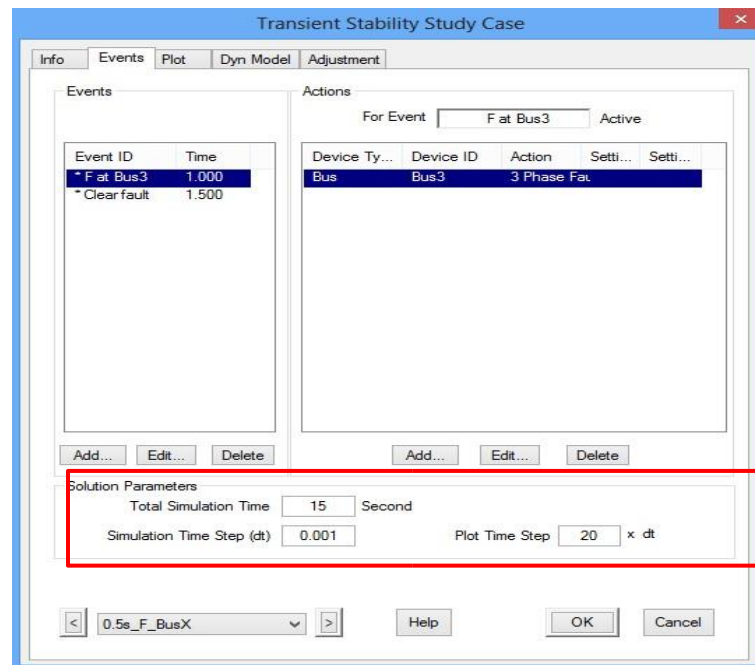 Transient Stability Study Case
Info Events Plot Dyn Model Adjustment
Events
Actions
For Event F at Bus3 Active
Event ID Time
Device Ty... Device ID Action Setti... Setti...
* F at Bus3 1.000
Bus Bus3 3 Phase Fau
* Clear fault 1.500
Add... Edit... Delete
Add... Edit... Delete
Solution Parameters
Total Simulation Time 15 Second
Simulation Time Step (dt) 0.001 Plot Time Step 20 x dt
< 0.5s_F_BusX > Help OK Cancel